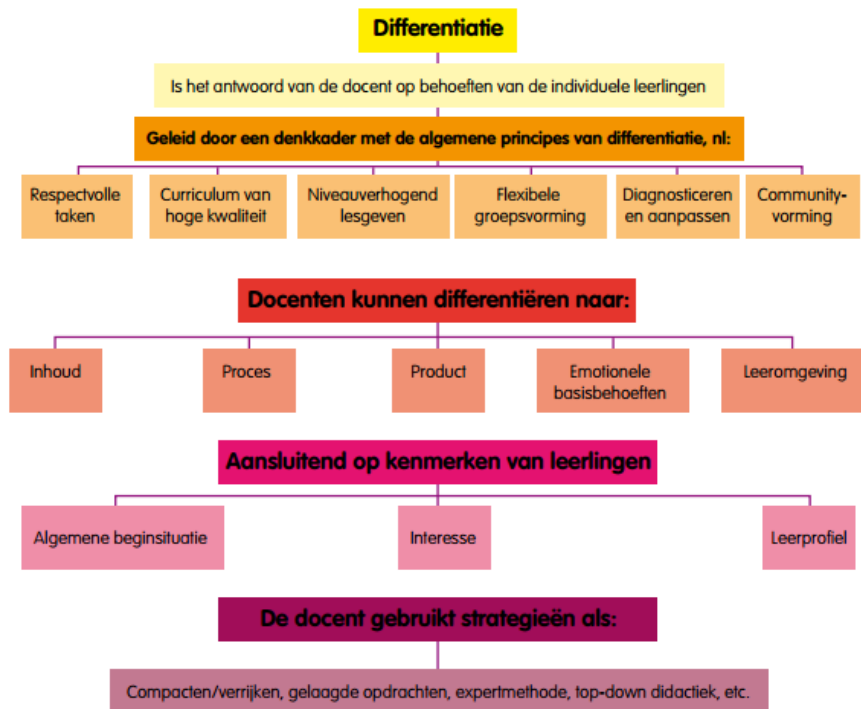 Differentiatie
Is het antwoord van de docent op behoeften van de individuele leerlingen
Geleid door een denkkader met de algemene principes van differentiatie, nl:
Respectvolle
taken
Curriculum van
hoge kwaliteit
Niveauverhogend
lesgeven
Flexibele
groepsvorming
Diagnosticeren
en aanpassen
Community-
vorming
Docenten kunnen differentiëren naar:
Inhoud
Proces
Product
Emotionele
basisbehoeften
Leeromgeving
Aansluitend op kenmerken van leerlingen
Algemene beginsituatie
Interesse
Leerprofiel
De docent gebruikt strategieën als:
Compacten/verrijken, gelaagde opdrachten, expertmethode, top-down didactiek, etc.